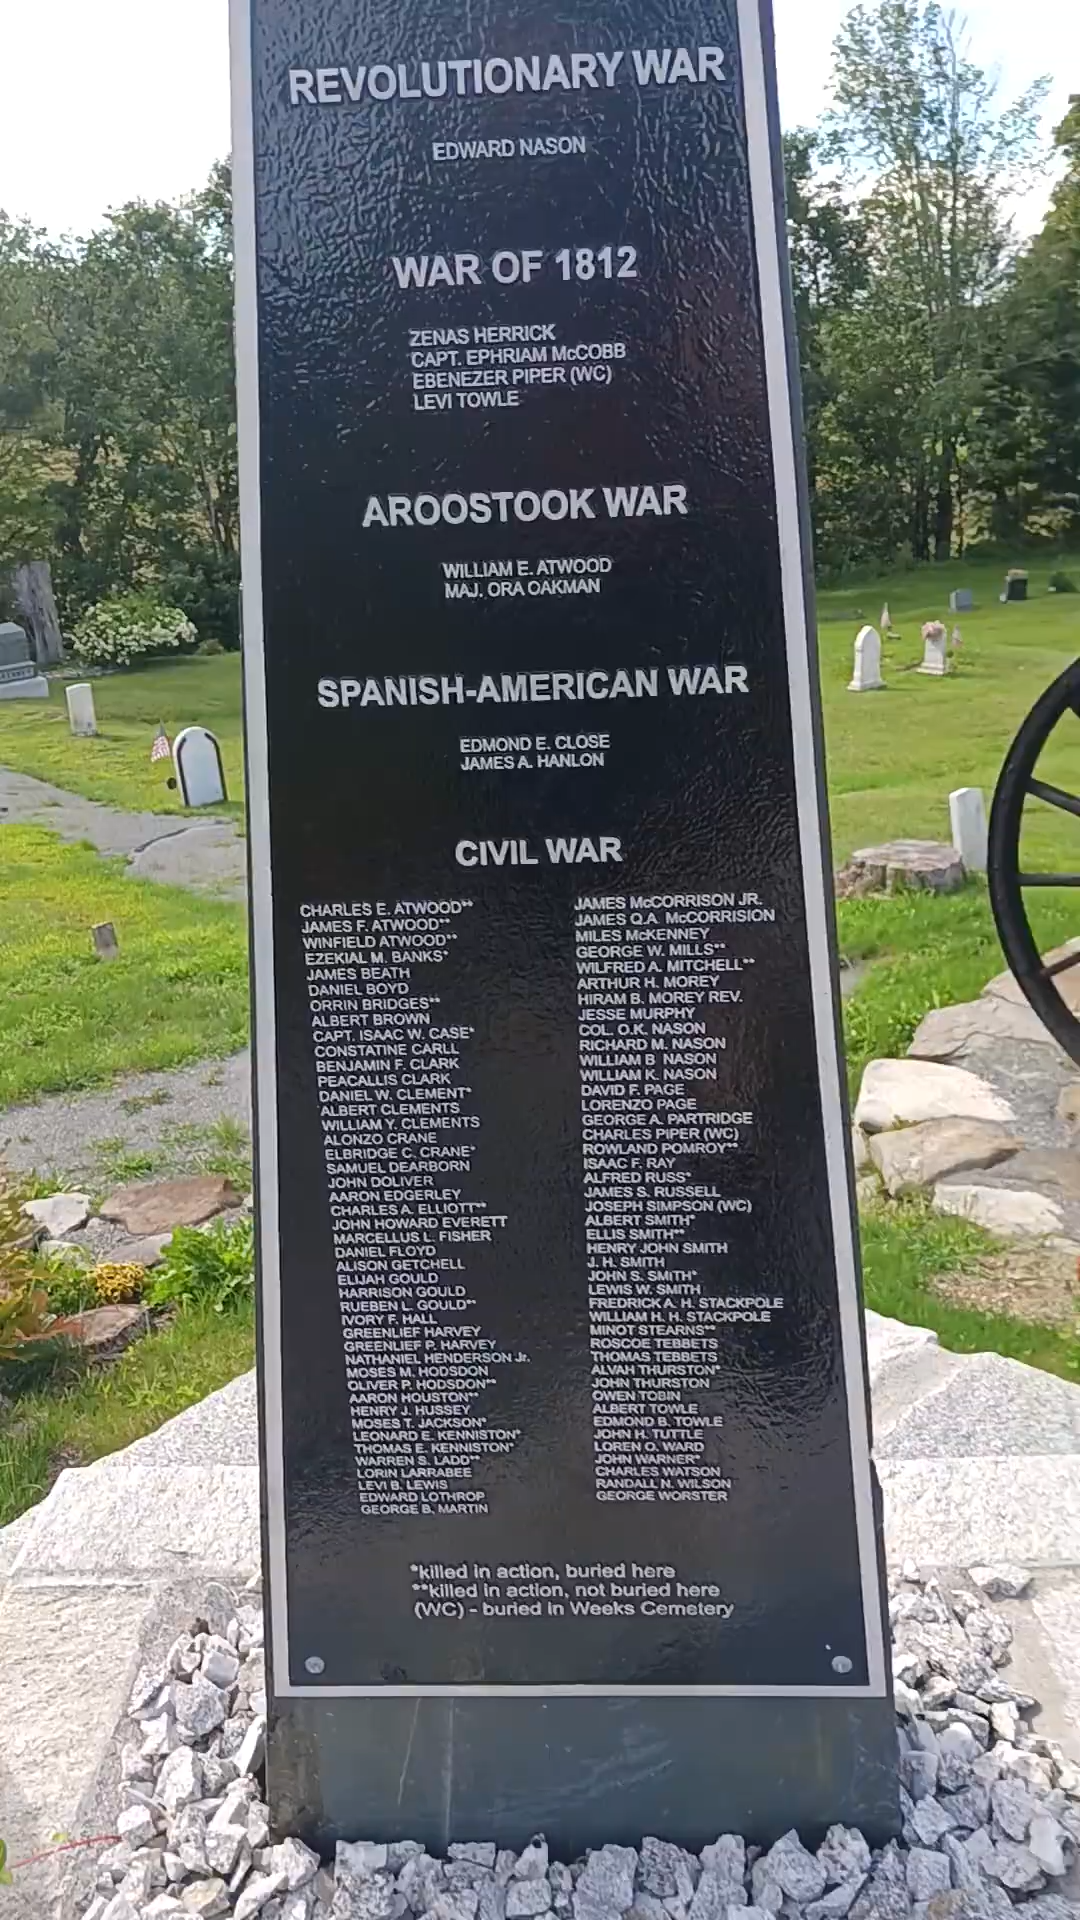 REVOLUTIONARY WAR
EDWARD NASON
WAR OF 1812
ZENAS HERRICK
CAPT. EPHRIAM McCOBB
EBENEZER PIPER (WC)
LEVI TOWLE
AROOSTOOK WAR
WILLIAM E. ATWOOD
MAJ. ORA OAKMAN
SPANISH-AMERICAN WAR
EDMOND E. CLOSE
JAMES A. HANLON
CIVIL WAR
CHARLES E. ATWOOD**
JAMES F. ATWOOD**
WINFIELD ATWOOD**
EZEKIAL M. BANKS*
JAMES BEATH
DANIEL BOYD
ORRIN BRIDGES**
ALBERT BROWN
CAPT. ISAAC W. CASE*
CONSTATINE CARLL
BENJAMIN F. CLARK
PEACALLIS CLARK
DANIEL W. CLEMENT*
ALBERT CLEMENTS
WILLIAM Y. CLEMENTS
ALONZO CRANE
ELBRIDGE C. CRANE*
SAMUEL DEARBORN
JOHN DOLIVER
AARON EDGERLEY
CHARLES A. ELLIOTT**
JOHN HOWARD EVERETT
MARCELLUS L. FISHER
DANIEL FLOYD
ALISON GETCHELL
ELIJAH GOULD
HARRISON GOULD
RUEBEN L. GOULD**
IVORY F. HALL
GREENLIEF HARVEY
GREENLIEF P. HARVEY
NATHANIEL HENDERSON Jr.
MOSES M. HODSDON
OLIVER P. HODSDON**
AARON HOUSTON**
HENRY J. HUSSEY
MOSES T. JACKSON*
LEONARD E. KENNISTON*
THOMAS E. KENNISTON*
WARREN S. LADD**
LORIN LARRABEE
LEVI B. LEWIS
EDWARD LOTHROP
GEORGE B. MARTIN
JAMES McCORRISON JR.
JAMES Q.A. McCORRISION
MILES McKENNEY
GEORGE W. MILLS**
WILFRED A. MITCHELL**
ARTHUR H. MOREY
HIRAM B. MOREY REV.
JESSE MURPHY
COL. O.K. NASON
RICHARD M. NASON
WILLIAM B NASON
WILLIAM K. NASON
DAVID F. PAGE
LORENZO PAGE
GEORGE A. PARTRIDGE
CHARLES PIPER (WC)
ROWLAND POMROY**
ISAAC F. RAY
ALFRED RUSS*
JAMES S. RUSSELL
JOSEPH SIMPSON (WC)
ALBERT SMITH*
ELLIS SMITH**
HENRY JOHN SMITH
J. H. SMITH
JOHN S. SMITH*
LEWIS W. SMITH
FREDRICK A. H. STACKPOLE
WILLIAM H. H. STACKPOLE
MINOT STEARNS**
ROSCOE TEBBETS
THOMAS TEBBETS
ALVAH THURSTON*
JOHN THURSTON
OWEN TOBIN
ALBERT TOWLE
EDMOND B. TOWLE
JOHN H. TUTTLE
LOREN O. WARD
JOHN WARNER*
CHARLES WATSON
RANDALL N. WILSON
GEORGE WORSTER
*killed in action, buried here
**killed in action, not buried here
(WC) - buried in Weeks Cemetery